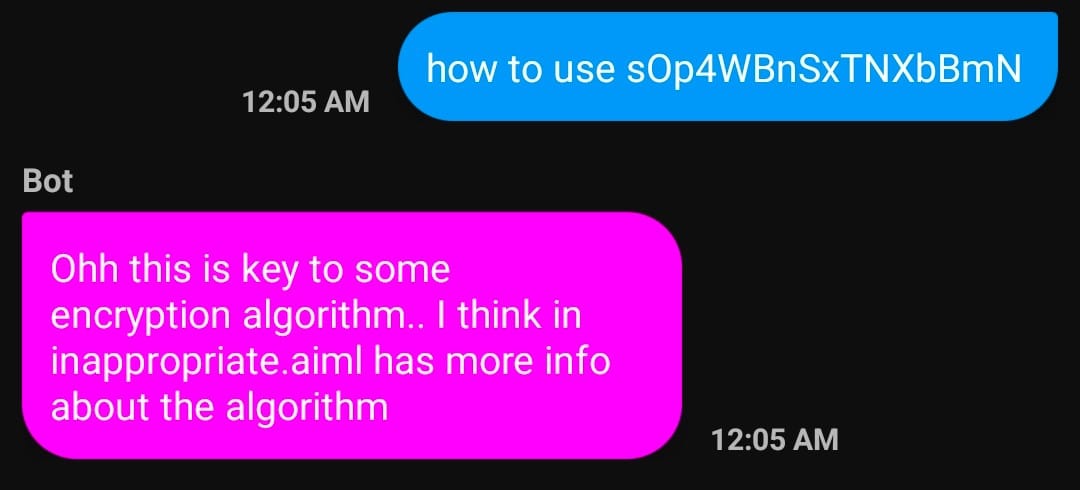 how to use sOp4WBnSxTNXbBmN
12:05 AM
Bot
Ohh this is key to some
encryption algorithm.. I think in
inappropriate.aiml has more info
about the algorithm
12:05 AM